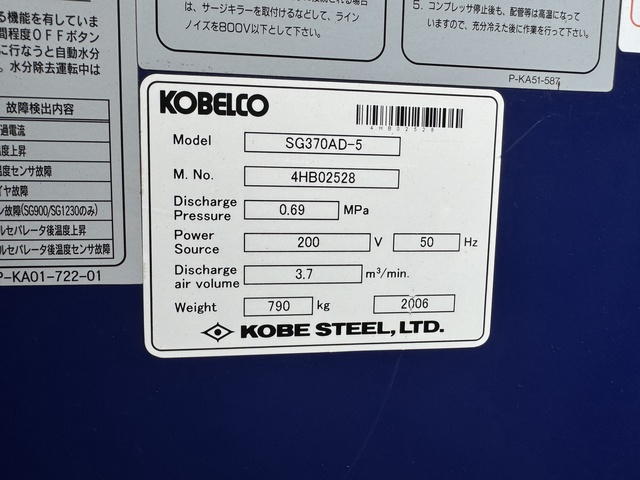 る機能を有していま
間程度OFFボタン
に行なうと自動水分
。水分除去運転中は
故障検出内容
過電流
温度上昇
温度センサ故障
イヤ故障
ン故障(SG900/SG1230のみ)
ルセパレータ後温度上昇
ルセパレータ後温度センサ故障
P-KA01-722-01
は、サージキラーを取付けるなどして、ライン
ノイズを800V以下として下さい。
5. コンプレッサ停止後も、配管等は高温になって
いますので、充分冷えた後に作業を行って下さい。
P-KA51-587
KOBELCO
4HB02528
Model SG370AD-5
M. No. 4HB02528
Discharge
Pressure 0.69 MPa
Power
Source 200 V 50 Hz
Discharge
air volume 3.7 m³/min.
Weight 790 kg 2006
KOBE STEEL, LTD.